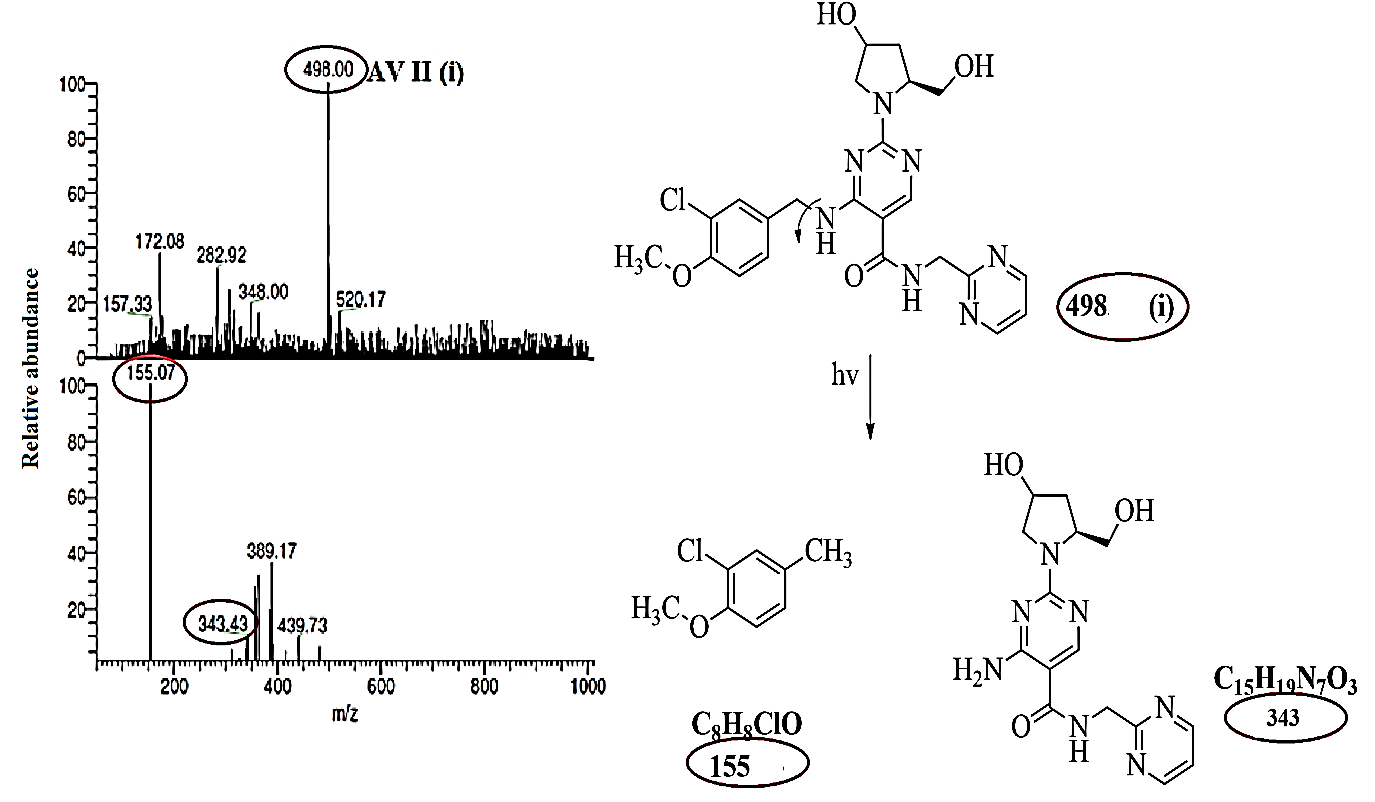 498.00 AV II (i)
100
80
60
40
20
0
172.08
282.92
157.33
348.00
520.17
155.07
100
80
60
40
20
389.17
343.43
439.73
200
400
600
800
1000
m/z
Relative abundance
HO
OH
N
N
N
Cl
N
H
H3C
O
O
N
H
N
N
498 (i)
hv
HO
OH
N
Cl
CH3
N
N
H3C
O
H2N
O
N
H
N
N
C15H19N7O3
343
C8H8ClO
155